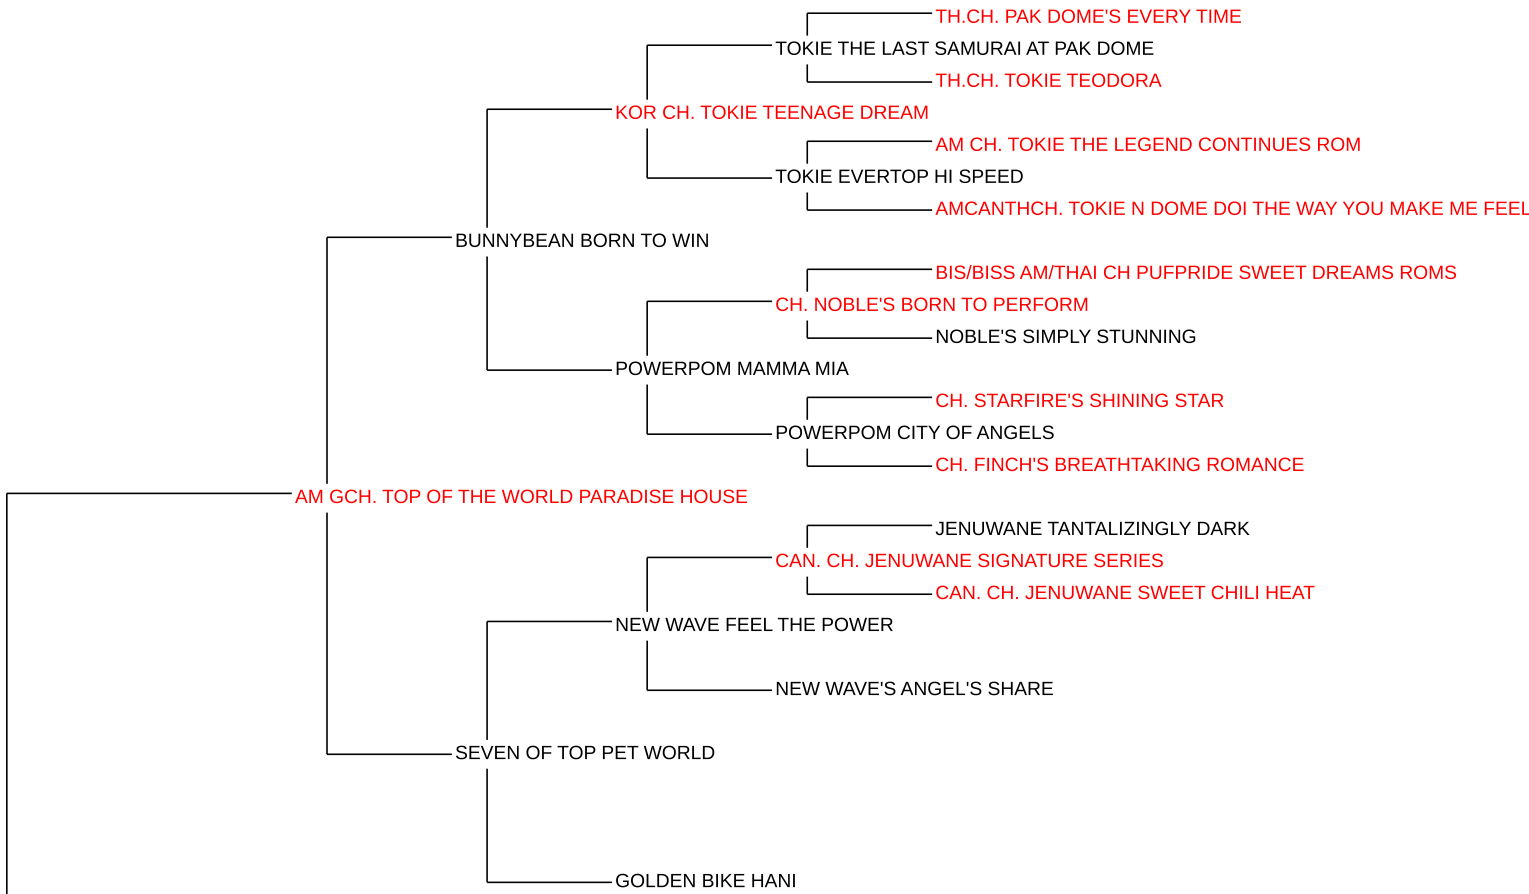 TH.CH. PAK DOME'S EVERY TIME
TOKIE THE LAST SAMURAI AT PAK DOME
TH.CH. TOKIE TEODORA
KOR CH. TOKIE TEENAGE DREAM
AM CH. TOKIE THE LEGEND CONTINUES ROM
TOKIE EVERTOP HI SPEED
AMCANTHCH. TOKIE N DOME DOI THE WAY YOU MAKE ME FEEL
BUNNYBEAN BORN TO WIN
BIS/BISS AM/THAI CH PUFPRIDE SWEET DREAMS ROMS
CH. NOBLE'S BORN TO PERFORM
NOBLE'S SIMPLY STUNNING
POWERPOM MAMMA MIA
CH. STARFIRE'S SHINING STAR
POWERPOM CITY OF ANGELS
CH. FINCH'S BREATHTAKING ROMANCE
AM GCH. TOP OF THE WORLD PARADISE HOUSE
JENUWANE TANTALIZINGLY DARK
CAN. CH. JENUWANE SIGNATURE SERIES
CAN. CH. JENUWANE SWEET CHILI HEAT
NEW WAVE FEEL THE POWER
NEW WAVE'S ANGEL'S SHARE
SEVEN OF TOP PET WORLD
GOLDEN BIKE HANI